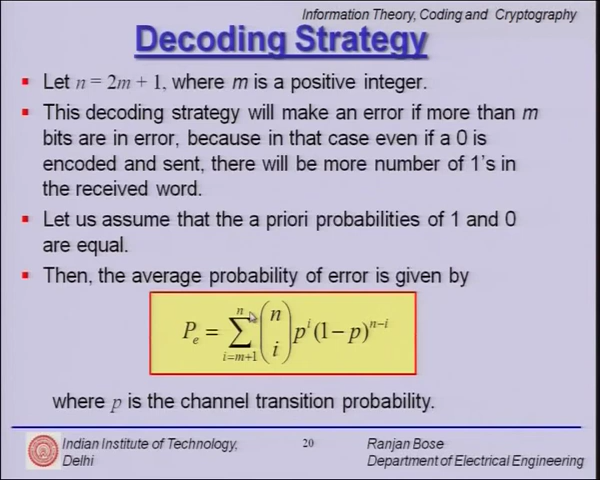 Information Theory, Coding and Cryptography
Decoding Strategy
Let n = 2m + 1, where m is a positive integer.
This decoding strategy will make an error if more than m
bits are in error, because in that case even if a 0 is
encoded and sent, there will be more number of 1's in
the received word.
Let us assume that the a priori probabilities of 1 and 0
are equal.
Then, the average probability of error is given by
P_e = \sum_{i=m+1}^{n} \binom{n}{i} p^i (1-p)^{n-i}
where p is the channel transition probability.
Indian Institute of Technology,
Delhi
20
Ranjan Bose
Department of Electrical Engineering